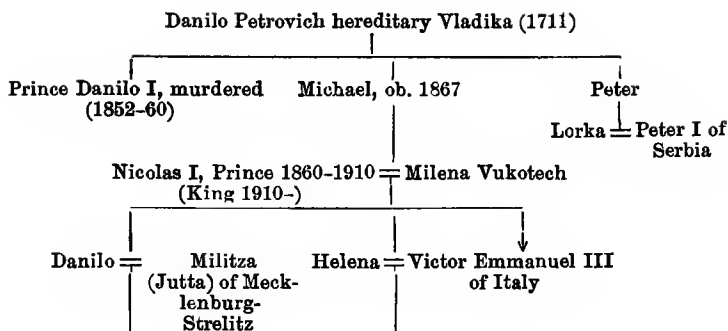 Danilo Petrovich hereditary Vladika (1711)
Prince Danilo I, murdered
(1852–60)
Michael, ob. 1867
Peter
Lorka = Peter I of
Serbia
Nicolas I, Prince 1860–1910 = Milena Vukotech
(King 1910–)
Danilo =
Militza
(Jutta) of Meck-
lenburg-
Strelitz
Helena = Victor Emmanuel III
of Italy